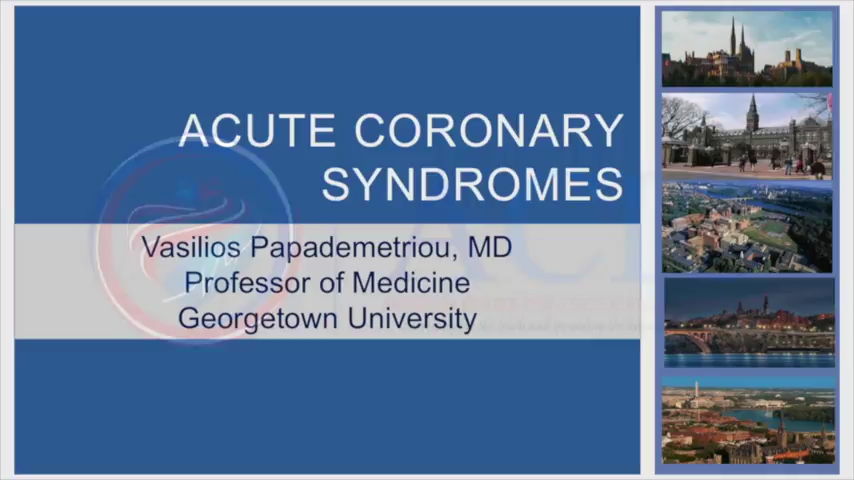 ACUTE CORONARY
SYNDROMES
Vasilios Papademetriou, MD
Professor of Medicine
Georgetown University